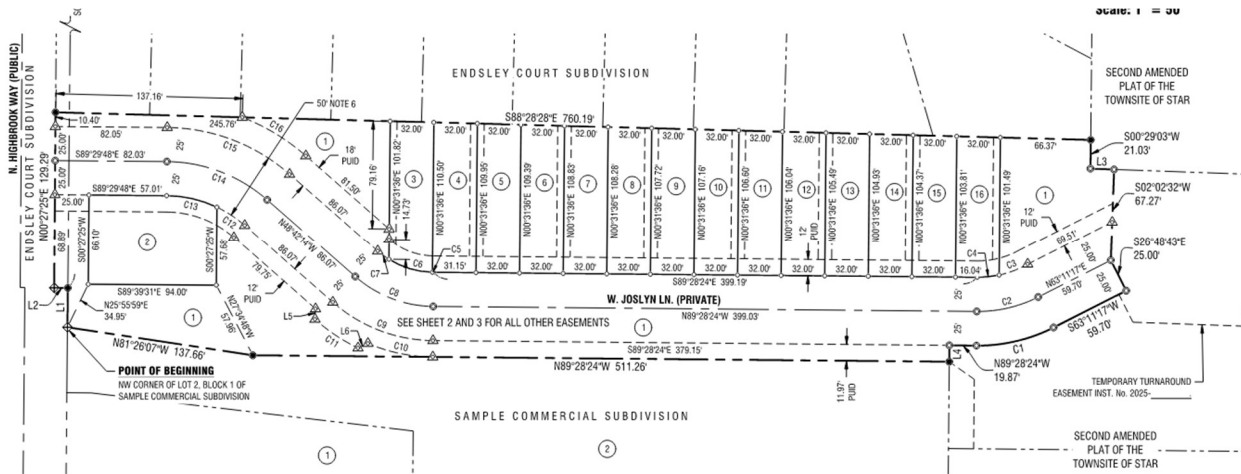 Scale: 1" = 50'
N. HIGHBROOK WAY (PUBLIC)
ENDSLEY COURT SUBDIVISION
ENDSLEY COURT SUBDIVISION
SECOND AMENDED
PLAT OF THE
TOWNSITE OF STAR
137.16'
50' NOTE 6
S88°28'28"E 760.19'
10.40'
245.76'
C16
82.05'
C15
S89°29'48"E 82.03'
C14
S89°29'48"E 57.01'
C13
C12
N00°27'25"E 129.29'
25.00'
25.00'
25.00'
68.89'
25'
25'
1
18'
PUID
81.50'
86.07'
N48°42'14"W 86.07'
86.07'
79.75'
12'
PUID
79.16'
N00°31'36"E 101.82'
14.73'
32.00'
32.00'
32.00'
32.00'
32.00'
32.00'
32.00'
32.00'
32.00'
32.00'
32.00'
32.00'
32.00'
32.00'
66.37'
S00°29'03"W
21.03'
L3
S02°02'32"W
67.27'
S26°48'43"E
25.00'
3
4
5
6
7
8
9
10
11
12
13
14
15
16
1
N00°31'36"E 110.50'
N00°31'36"E 109.95'
N00°31'36"E 109.39'
N00°31'36"E 108.83'
N00°31'36"E 108.28'
N00°31'36"E 107.72'
N00°31'36"E 107.16'
N00°31'36"E 106.60'
N00°31'36"E 106.04'
N00°31'36"E 105.49'
N00°31'36"E 104.93'
N00°31'36"E 104.37'
N00°31'36"E 103.81'
N00°31'36"E 101.49'
12'
PUID
12'
PUID
69.51'
25.00'
25.00'
N63°11'17"E
59.70'
S63°11'17"W
59.70'
S00°27'25"W
66.10'
2
S00°27'25"W
57.68'
S89°39'31"E 94.00'
L2
L1
N25°55'59"E
34.95'
1
N27°34'48"W
57.96'
N81°26'07"W 137.66'
L5
L6
C11
C10
C9
C8
C7
C6
C5
25'
25'
31.15'
32.00'
32.00'
32.00'
32.00'
32.00'
32.00'
32.00'
32.00'
32.00'
32.00'
32.00'
16.04'
C4
C3
S89°28'24"E 399.19'
W. JOSLYN LN. (PRIVATE)
N89°28'24"W 399.03'
25'
25'
C2
C1
SEE SHEET 2 AND 3 FOR ALL OTHER EASEMENTS
1
S89°28'24"E 379.15'
N89°28'24"W 511.26'
11.97'
PUID
L4
N89°28'24"W
19.87'
POINT OF BEGINNING
NW CORNER OF LOT 2, BLOCK 1 OF
SAMPLE COMMERCIAL SUBDIVISION
SAMPLE COMMERCIAL SUBDIVISION
1
2
TEMPORARY TURNAROUND
EASEMENT INST. No. 2025-______
SECOND AMENDED
PLAT OF THE
TOWNSITE OF STAR